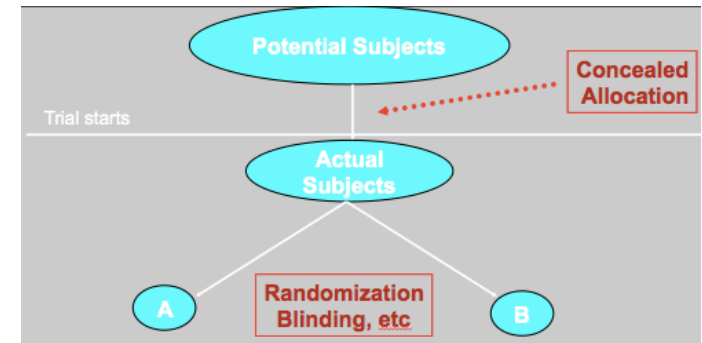 Potential Subjects
Concealed
Allocation
Trial starts
Actual
Subjects
A
Randomization
Blinding, etc
B